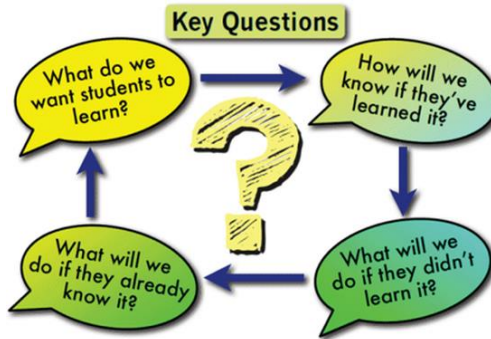 Key Questions
What do we
want students to
learn?
How will we
know if they've
learned it?
What will we
do if they already
know it?
What will we
do if they didn't
learn it?